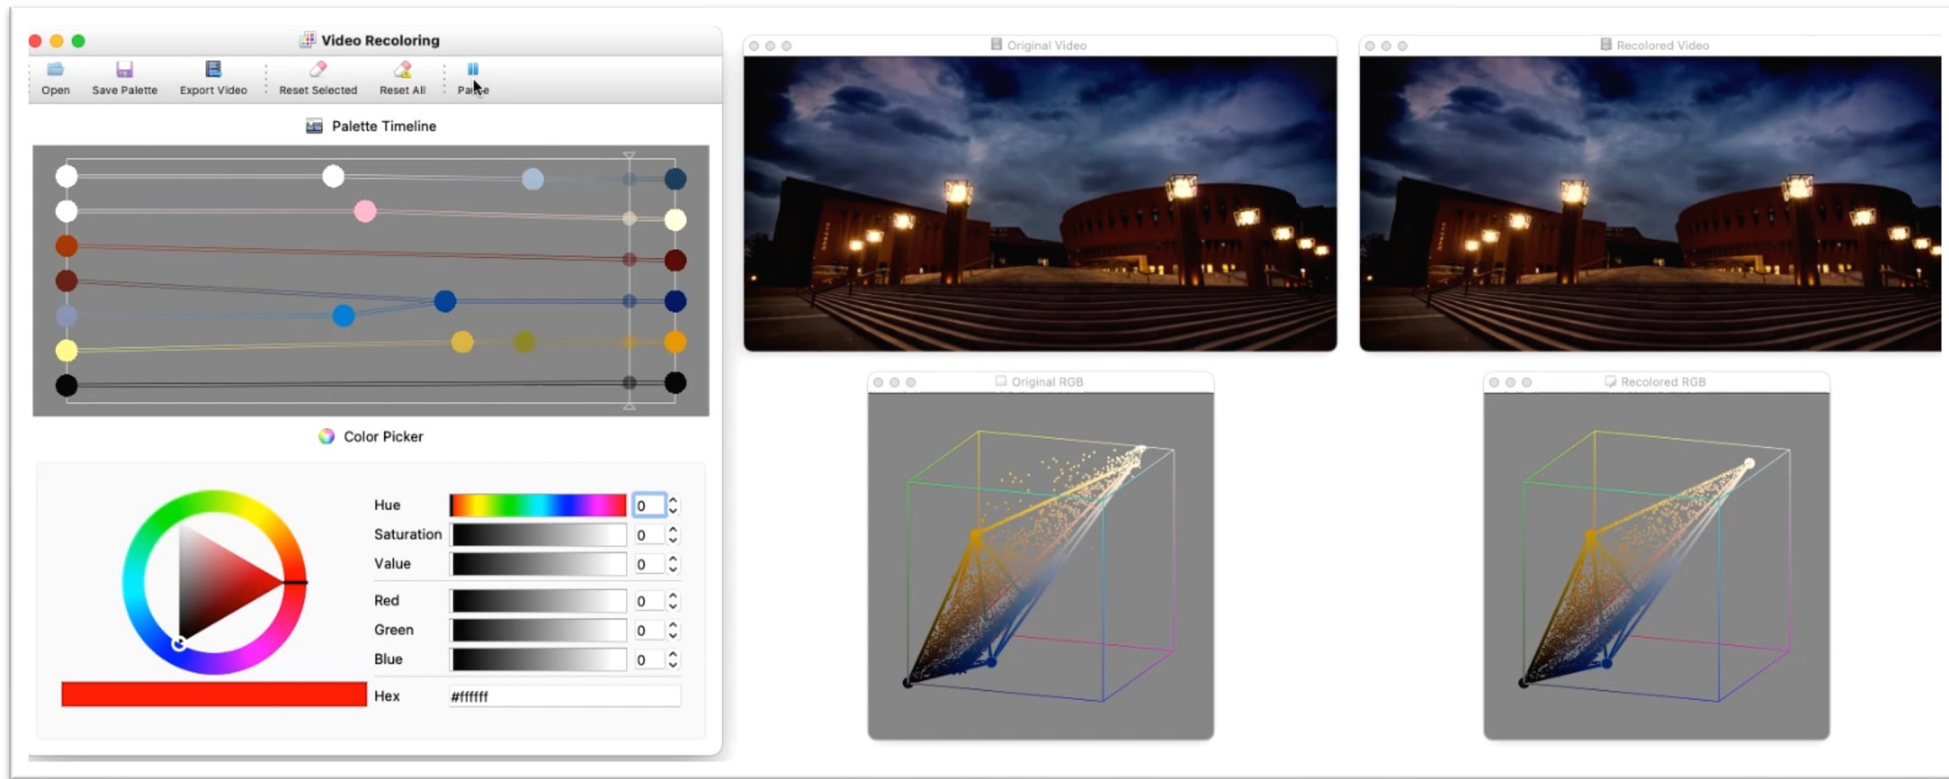 Video Recoloring
Open Save Palette Export Video Reset Selected Reset All
Palette Timeline
Color Picker
Hue 0
Saturation 0
Value 0
Red 0
Green 0
Blue 0
Hex #ffffff
Original Video
Recolored Video
Original RGB
Recolored RGB